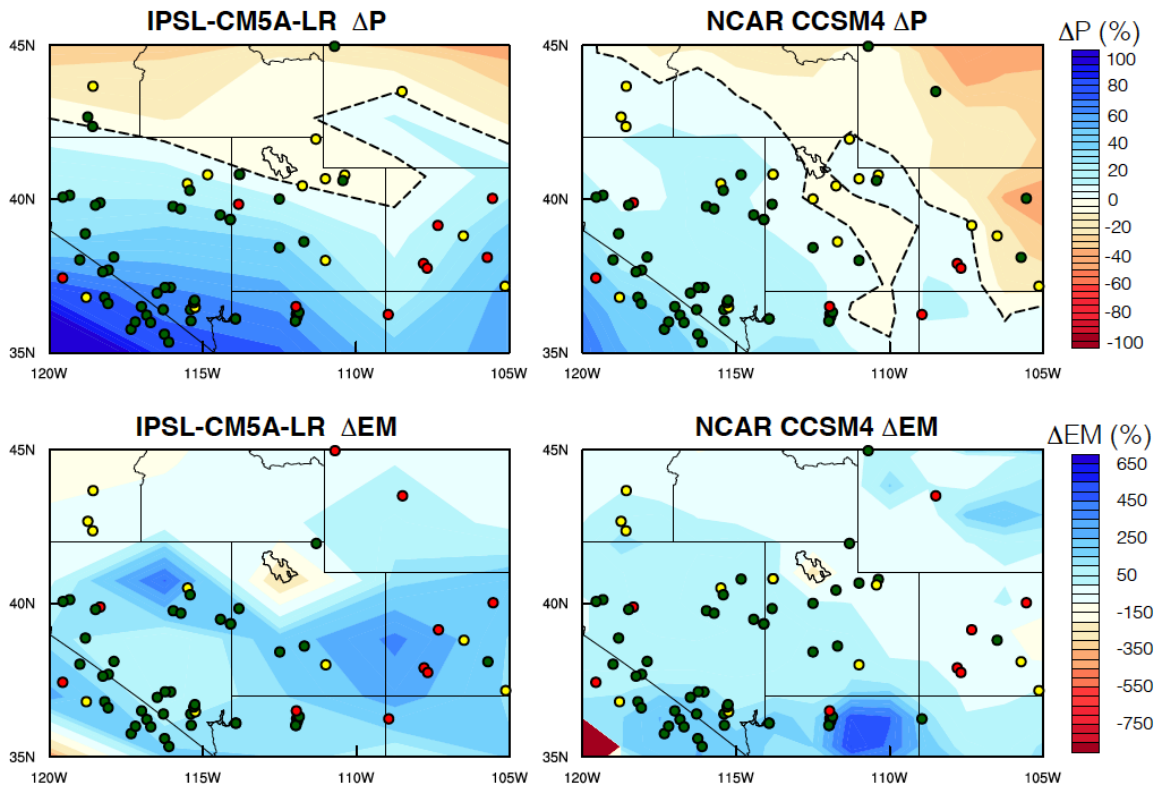 IPSL-CM5A-LR ΔP
NCAR CCSM4 ΔP
ΔP (%)
45N
40N
35N
120W
115W
110W
105W
45N
40N
35N
120W
115W
110W
105W
100
80
60
40
20
0
-20
-40
-60
-80
-100
IPSL-CM5A-LR ΔEM
NCAR CCSM4 ΔEM
ΔEM (%)
45N
40N
35N
120W
115W
110W
105W
45N
40N
35N
120W
115W
110W
105W
650
450
250
50
-150
-350
-550
-750